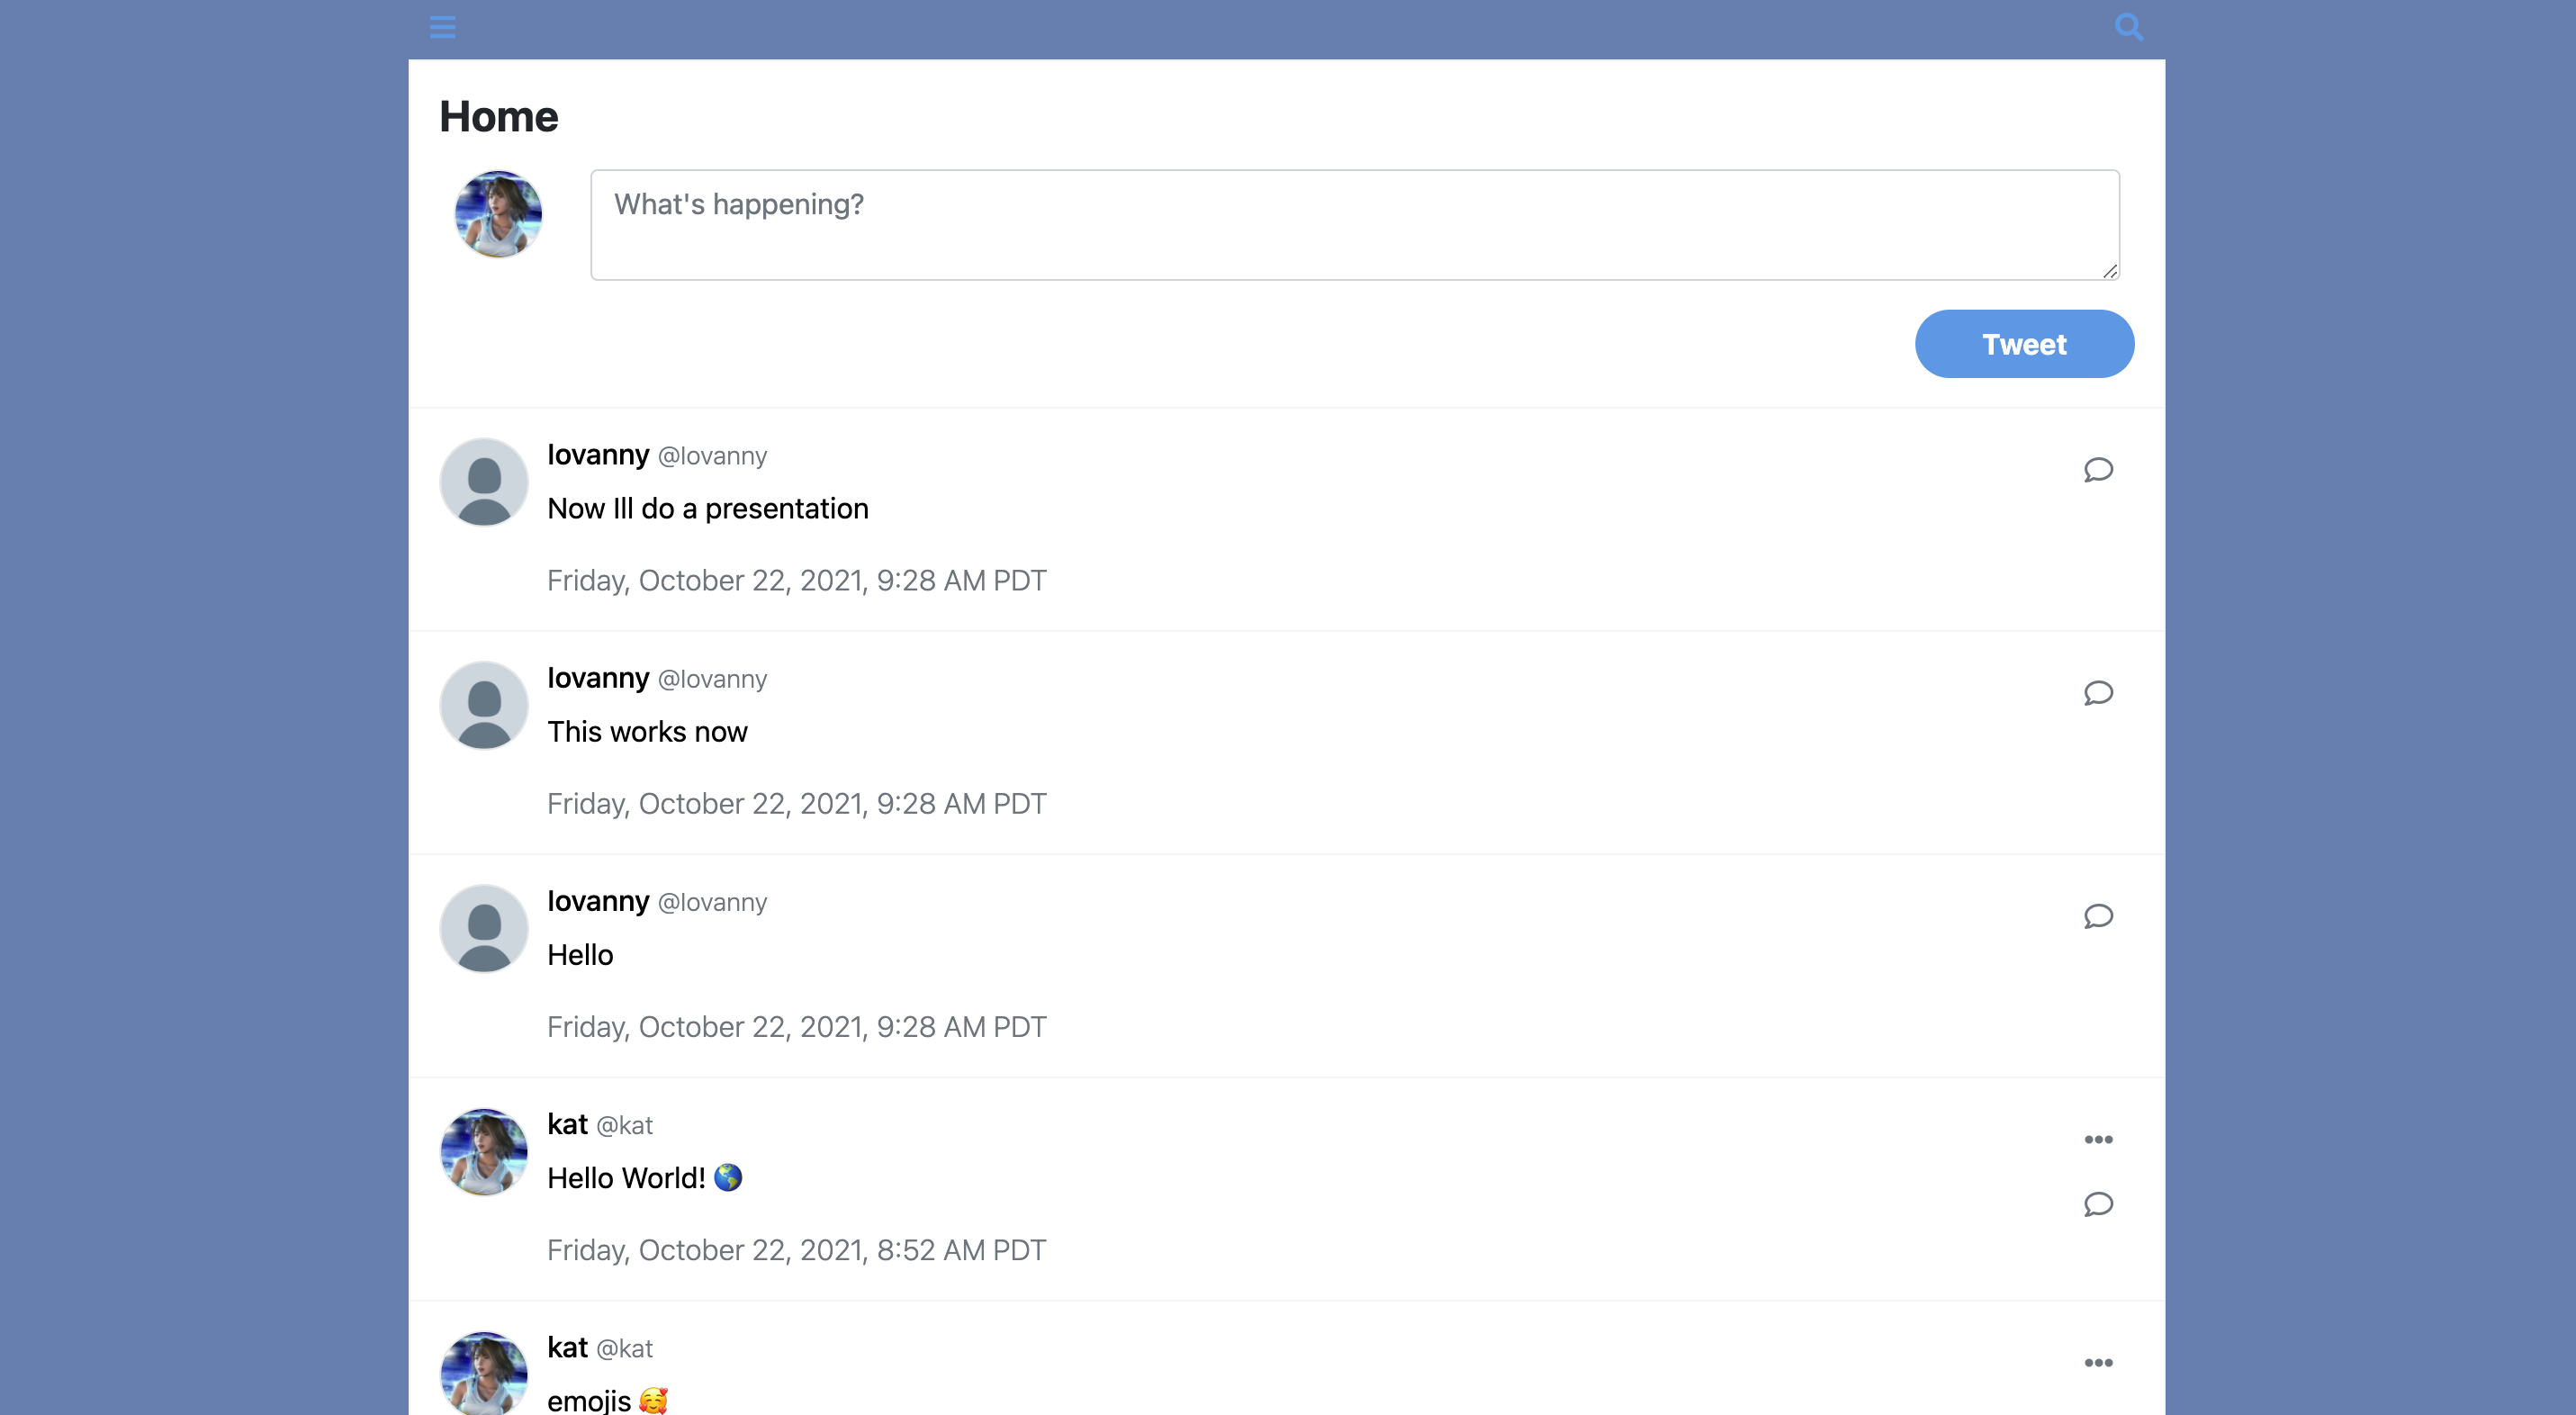 Home
What's happening?
Tweet
lovanny @lovanny
Now Ill do a presentation
Friday, October 22, 2021, 9:28 AM PDT
lovanny @lovanny
This works now
Friday, October 22, 2021, 9:28 AM PDT
lovanny @lovanny
Hello
Friday, October 22, 2021, 9:28 AM PDT
kat @kat
Hello World! 🌎
Friday, October 22, 2021, 8:52 AM PDT
kat @kat
emojis 🥰